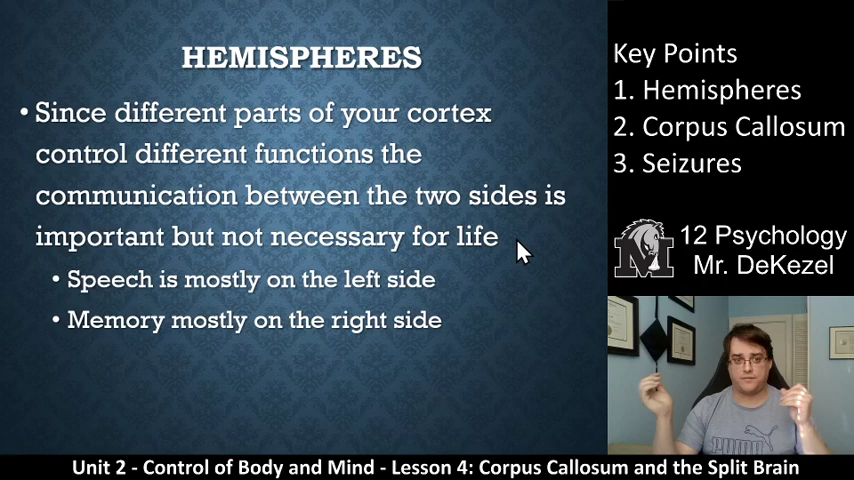 HEMISPHERES
• Since different parts of your cortex
control different functions the
communication between the two sides is
important but not necessary for life
• Speech is mostly on the left side
• Memory mostly on the right side
Key Points
1. Hemispheres
2. Corpus Callosum
3. Seizures
M
12 Psychology
Mr. DeKezel
PUMA
Unit 2 - Control of Body and Mind - Lesson 4: Corpus Callosum and the Split Brain